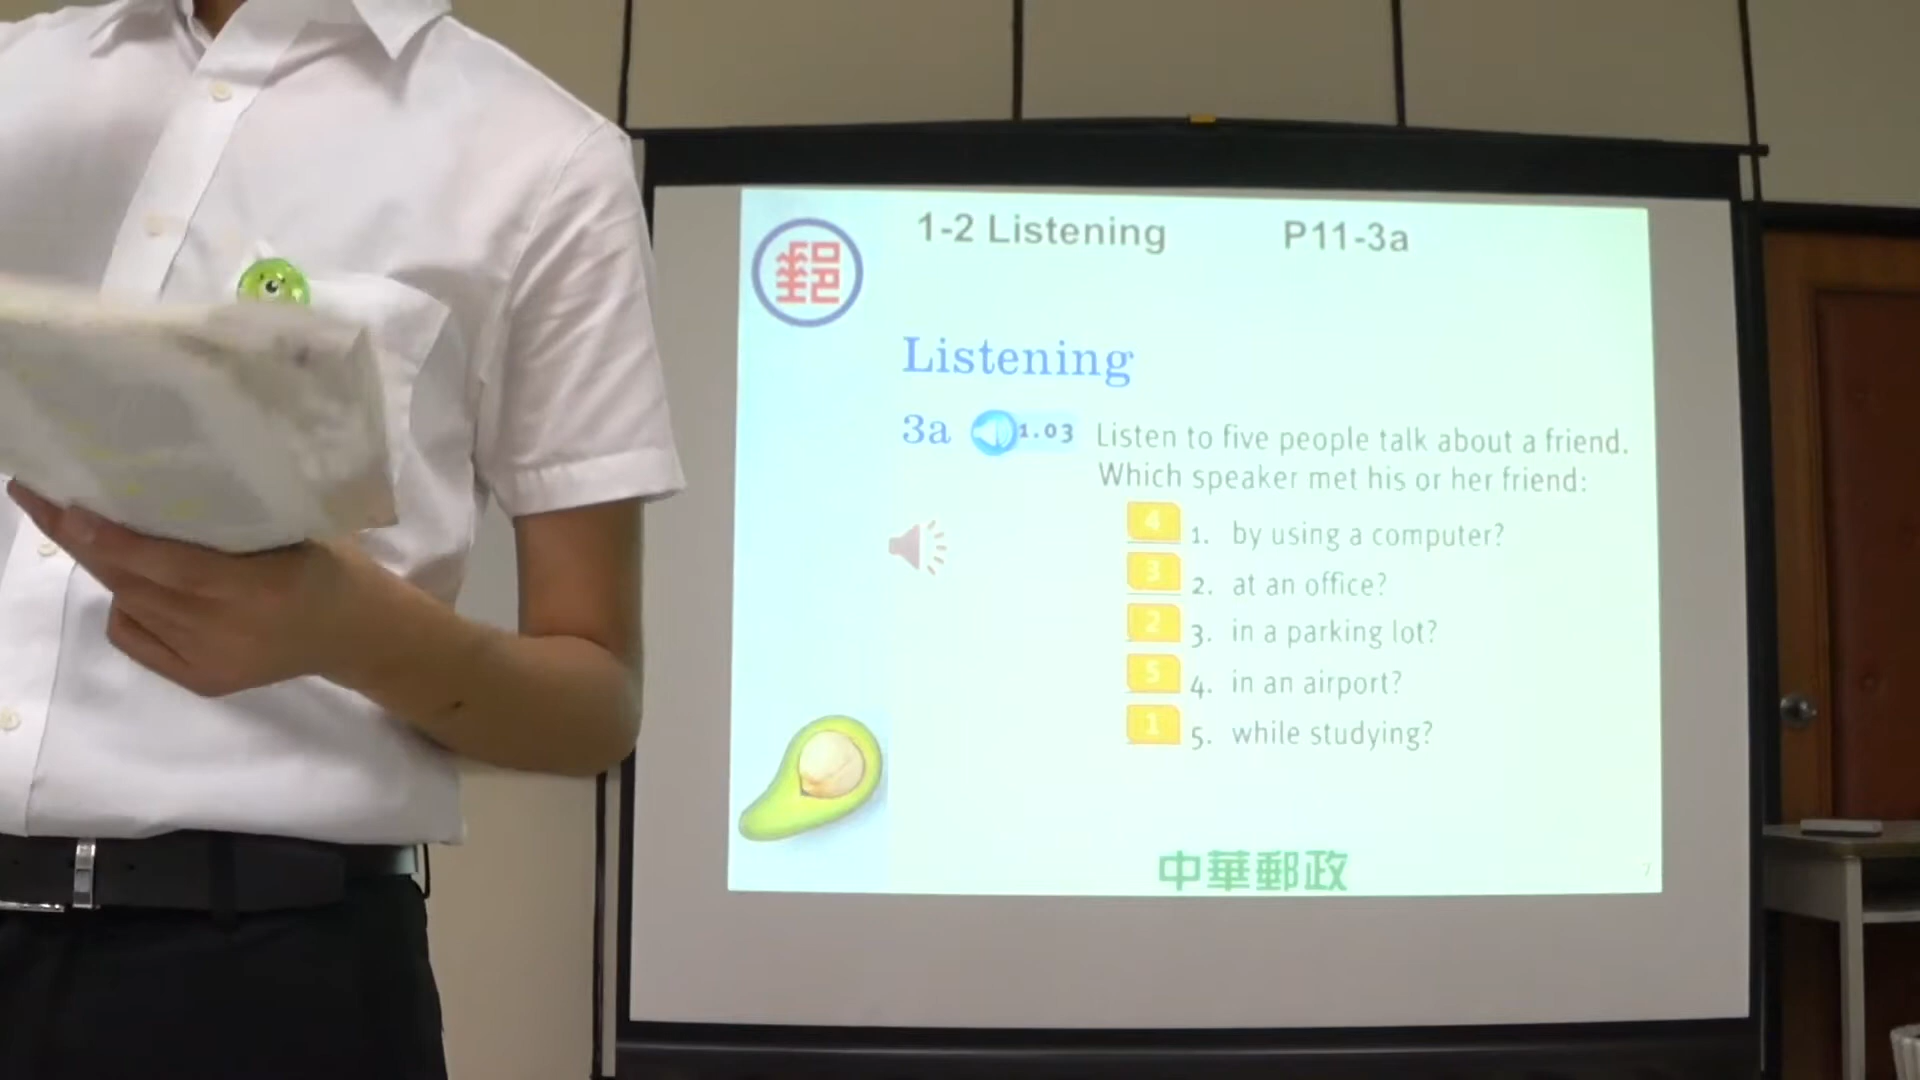 1-2 Listening P11-3a
郵
Listening
3a 1.03 Listen to five people talk about a friend.
Which speaker met his or her friend:
4 1. by using a computer?
3 2. at an office?
2 3. in a parking lot?
5 4. in an airport?
1 5. while studying?
中華郵政
7